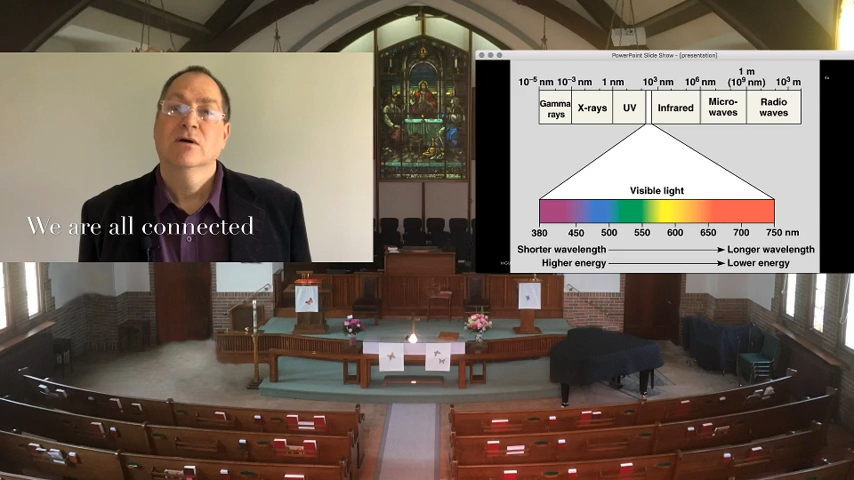 We are all connected
PowerPoint Slide Show - [presentation]
1 m
10⁻⁵ nm 10⁻³ nm 1 nm 10³ nm 10⁶ nm (10⁹ nm) 10³ m
Gamma rays X-rays UV Infrared Micro-waves Radio waves
Visible light
380 450 500 550 600 650 700 750 nm
Shorter wavelength Longer wavelength
Higher energy Lower energy